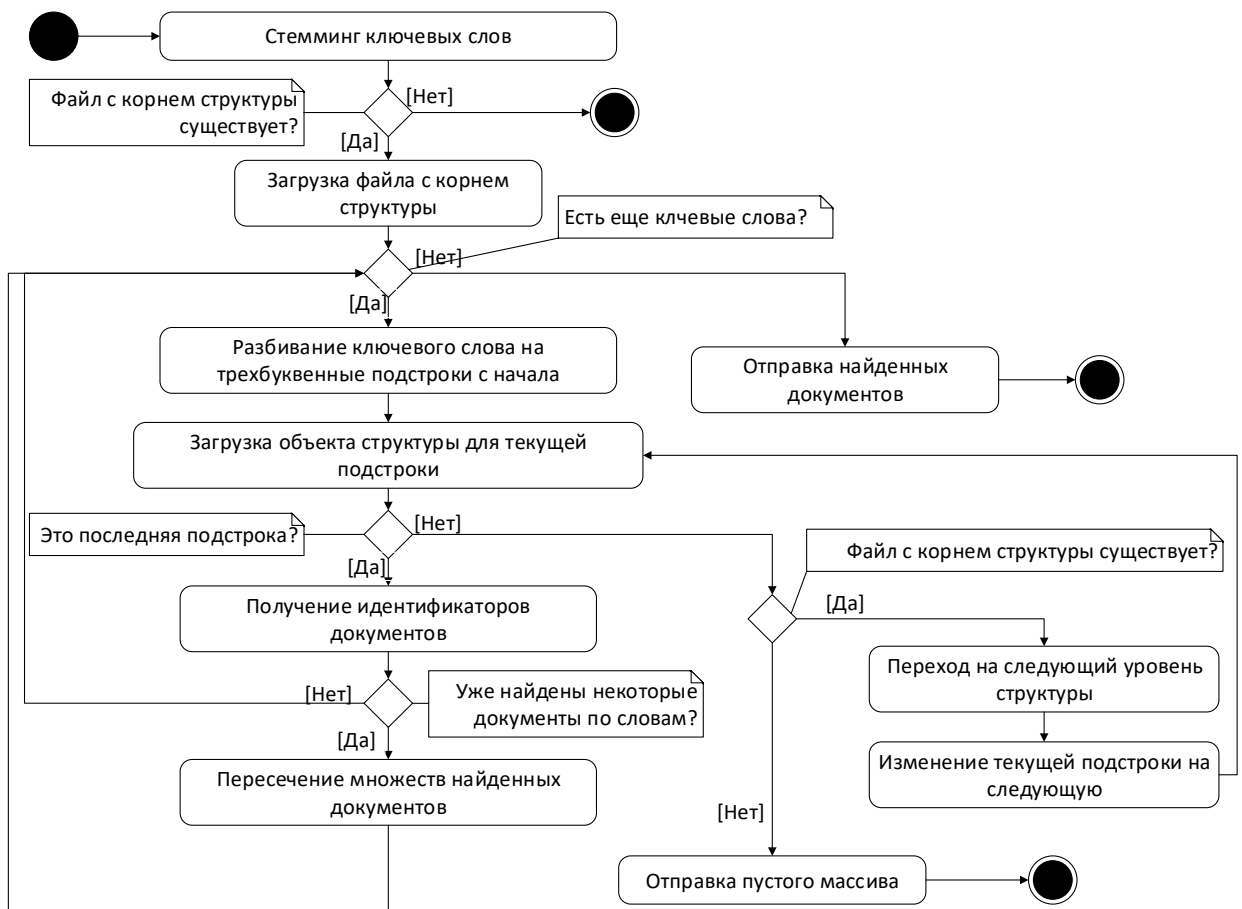 Стемминг ключевых слов
Файл с корнем структуры
существует?
[Нет]
[Да]
Загрузка файла с корнем
структуры
Есть еще клчевые слова?
[Нет]
[Да]
Разбивание ключевого слова на
трехбуквенные подстроки с начала
Отправка найденных
документов
Загрузка объекта структуры для текущей
подстроки
Это последняя подстрока?
[Нет]
[Да]
Файл с корнем структуры существует?
[Да]
Получение идентификаторов
документов
Переход на следующий уровень
структуры
[Нет]
Уже найдены некоторые
документы по словам?
[Да]
Пересечение множеств найденных
документов
Изменение текущей подстроки на
следующую
[Нет]
Отправка пустого массива